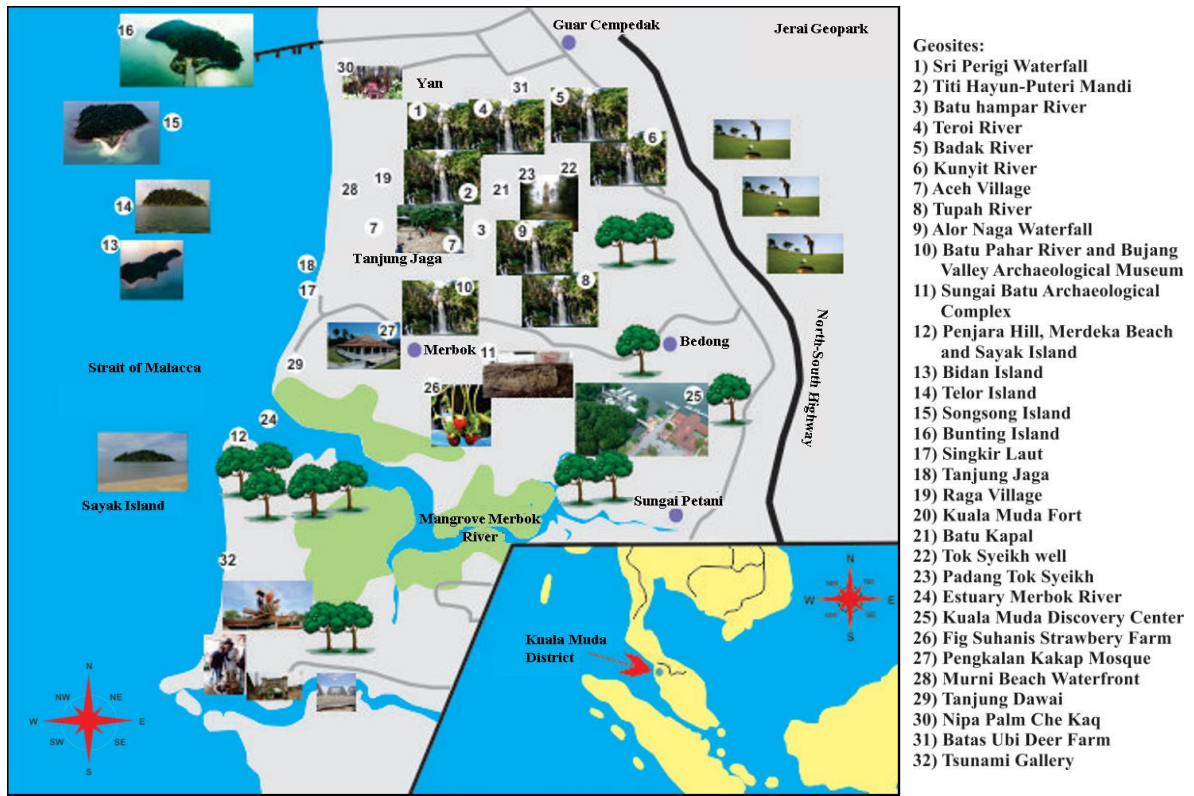 Guar Cempedak
Jerai Geopark
16
30
Yan
31
15
1
4
5
6
14
28
19
2
21
23
22
7
7
3
9
13
Tanjung Jaga
18
17
10
8
27
Merbok
11
Bedong
North-South Highway
Strait of Malacca
29
26
25
24
12
Sayak Island
Mangrove Merbok
River
Sungai Petani
32
Kuala Muda
District
N
W
E
S
N
NW
NE
W
E
SW
SE
S
Geosites:
1) Sri Perigi Waterfall
2) Titi Hayun-Puteri Mandi
3) Batu hampar River
4) Teroi River
5) Badak River
6) Kunyit River
7) Aceh Village
8) Tupah River
9) Alor Naga Waterfall
10) Batu Pahar River and Bujang
Valley Archaeological Museum
11) Sungai Batu Archaeological
Complex
12) Penjara Hill, Merdeka Beach
and Sayak Island
13) Bidan Island
14) Telor Island
15) Songsong Island
16) Bunting Island
17) Singkir Laut
18) Tanjung Jaga
19) Raga Village
20) Kuala Muda Fort
21) Batu Kapal
22) Tok Syeikh well
23) Padang Tok Syeikh
24) Estuary Merbok River
25) Kuala Muda Discovery Center
26) Fig Suhanis Strawbery Farm
27) Pengkalan Kakap Mosque
28) Murni Beach Waterfront
29) Tanjung Dawai
30) Nipa Palm Che Kaq
31) Batas Ubi Deer Farm
32) Tsunami Gallery